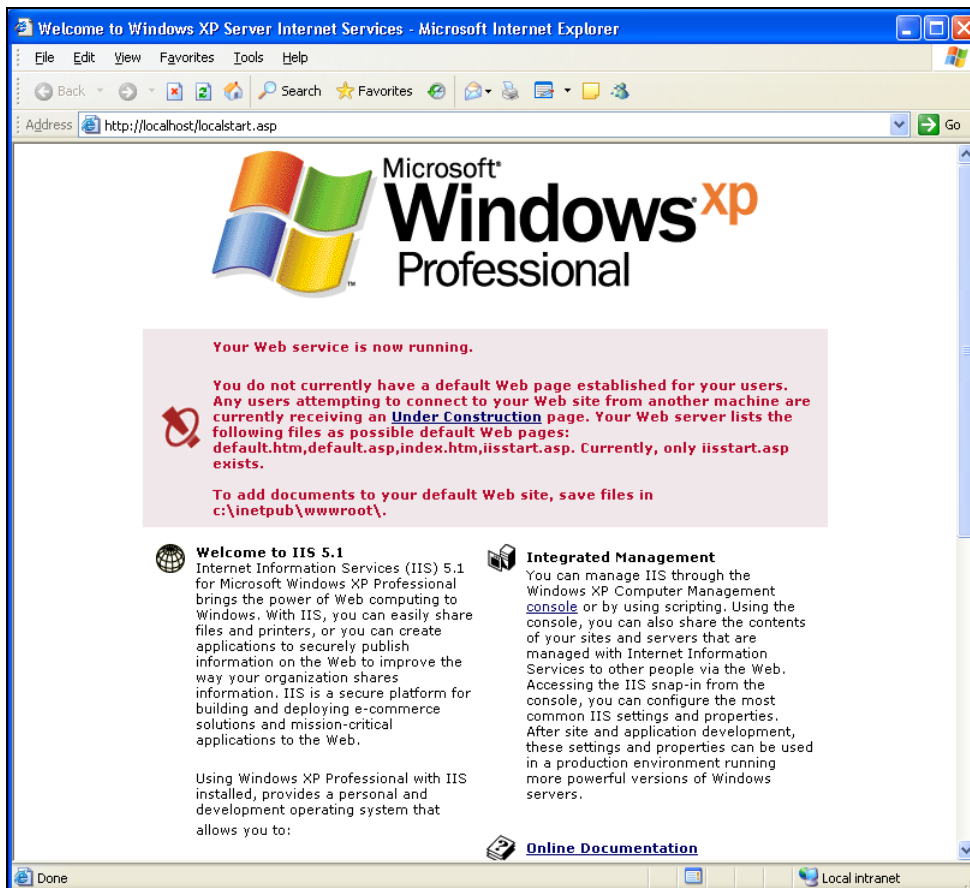 Welcome to Windows XP Server Internet Services - Microsoft Internet Explorer
File Edit View Favorites Tools Help
Back Search Favorites
Address http://localhost/localstart.asp Go
Microsoft®
Windows® xp
Professional
™
Your Web service is now running.
You do not currently have a default Web page established for your users.
Any users attempting to connect to your Web site from another machine are
currently receiving an Under Construction page. Your Web server lists the
following files as possible default Web pages:
default.htm,default.asp,index.htm,iisstart.asp. Currently, only iisstart.asp
exists.
To add documents to your default Web site, save files in
c:\inetpub\wwwroot\.
Welcome to IIS 5.1
Internet Information Services (IIS) 5.1
for Microsoft Windows XP Professional
brings the power of Web computing to
Windows. With IIS, you can easily share
files and printers, or you can create
applications to securely publish
information on the Web to improve the
way your organization shares
information. IIS is a secure platform for
building and deploying e-commerce
solutions and mission-critical
applications to the Web.
Using Windows XP Professional with IIS
installed, provides a personal and
development operating system that
allows you to:
Integrated Management
You can manage IIS through the
Windows XP Computer Management
console or by using scripting. Using the
console, you can also share the contents
of your sites and servers that are
managed with Internet Information
Services to other people via the Web.
Accessing the IIS snap-in from the
console, you can configure the most
common IIS settings and properties.
After site and application development,
these settings and properties can be used
in a production environment running
more powerful versions of Windows
servers.
Online Documentation
Done Local intranet